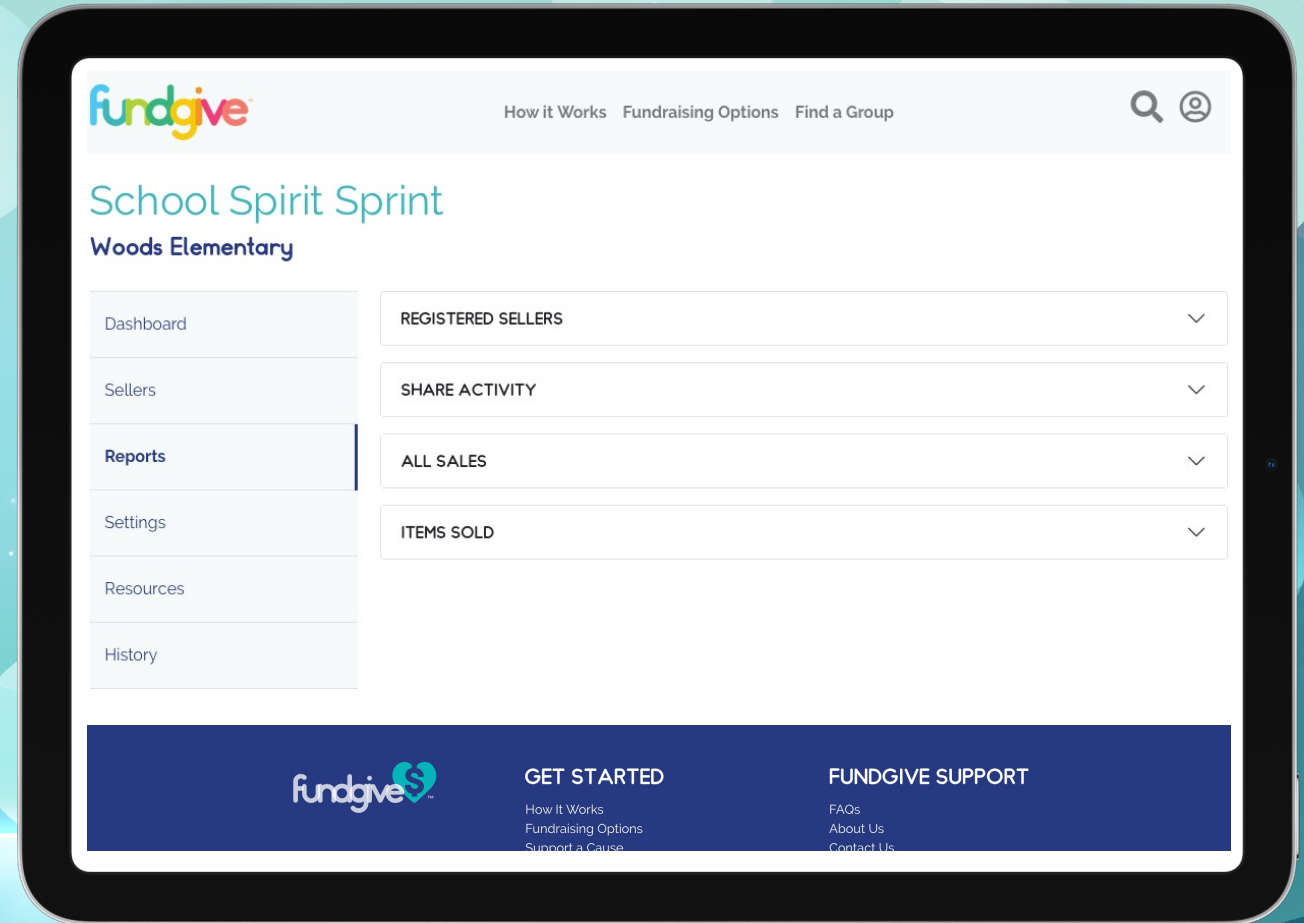 fundgive
How it Works Fundraising Options Find a Group
School Spirit Sprint
Woods Elementary
Dashboard
Sellers
Reports
Settings
Resources
History
REGISTERED SELLERS
SHARE ACTIVITY
ALL SALES
ITEMS SOLD
fundgive
GET STARTED
How It Works
Fundraising Options
Support a Cause
FUNDGIVE SUPPORT
FAQs
About Us
Contact Us